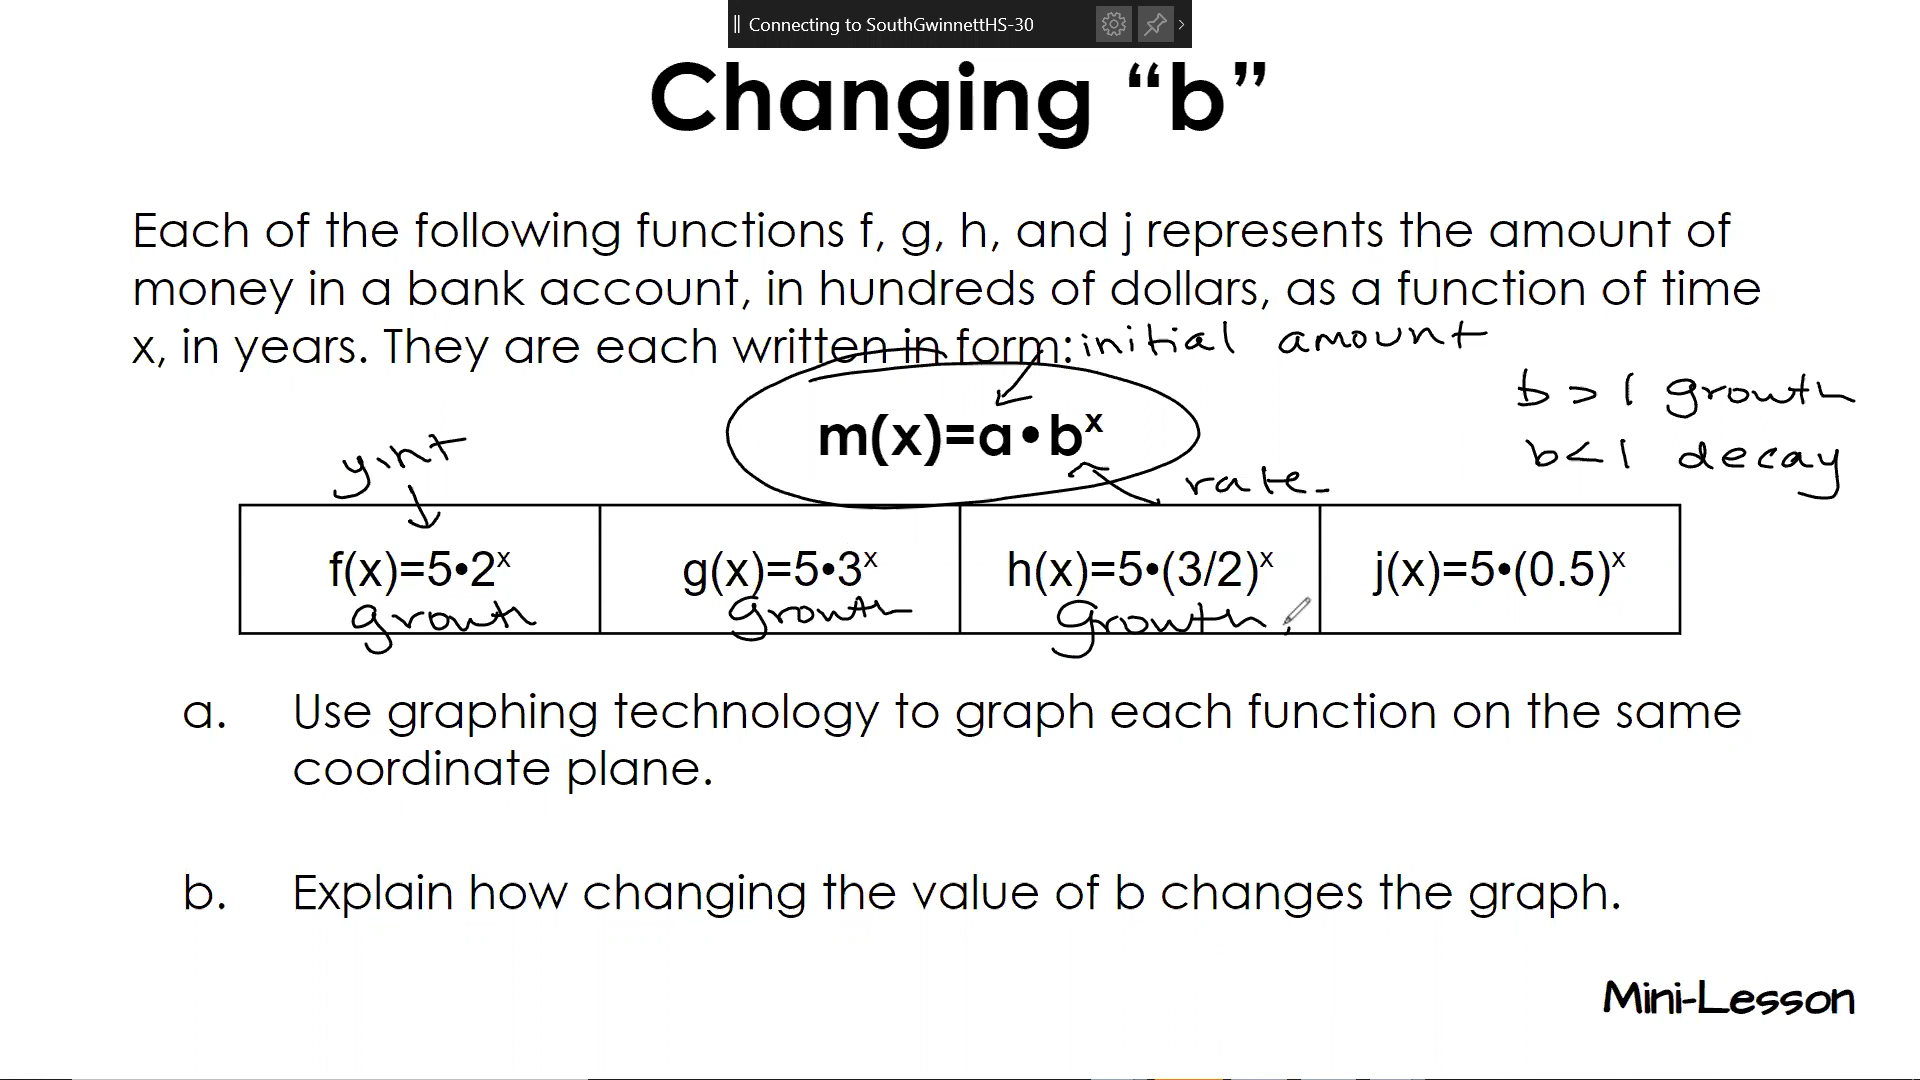 Connecting to SouthGwinnettHS-30
Changing “b”
Each of the following functions f, g, h, and j represents the amount of
money in a bank account, in hundreds of dollars, as a function of time
x, in years. They are each written in form: initial amount
b > 1 growth
m(x)=a•bˣ
y.int
b < 1 decay
rate.
f(x)=5•2ˣ g(x)=5•3ˣ h(x)=5•(3/2)ˣ j(x)=5•(0.5)ˣ
growth growth growth
a. Use graphing technology to graph each function on the same
coordinate plane.
b. Explain how changing the value of b changes the graph.
Mini-Lesson